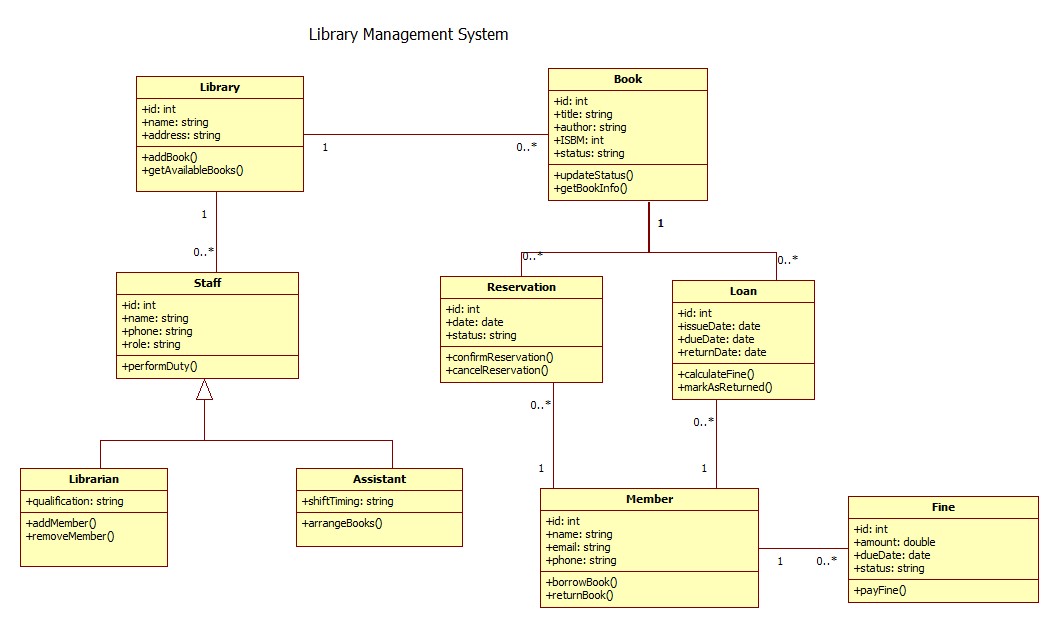 Library Management System
Library
+id: int
+name: string
+address: string
+addBook()
+getAvailableBooks()
1
0..*
Book
+id: int
+title: string
+author: string
+ISBM: int
+status: string
+updateStatus()
+getBookInfo()
1
0..*
1
0..*
0..*
Staff
+id: int
+name: string
+phone: string
+role: string
+performDuty()
Reservation
+id: int
+date: date
+status: string
+confirmReservation()
+cancelReservation()
Loan
+id: int
+issueDate: date
+dueDate: date
+returnDate: date
+calculateFine()
+markAsReturned()
0..*
1
0..*
1
Librarian
+qualification: string
+addMember()
+removeMember()
Assistant
+shiftTiming: string
+arrangeBooks()
Member
+id: int
+name: string
+email: string
+phone: string
+borrowBook()
+returnBook()
1
0..*
Fine
+id: int
+amount: double
+dueDate: date
+status: string
+payFine()